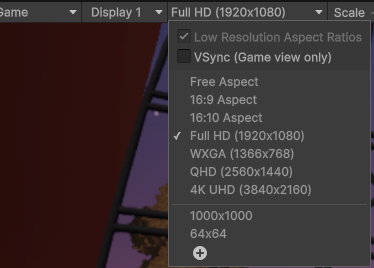 Game Display 1 Full HD (1920x1080) Scale
Low Resolution Aspect Ratios
VSync (Game view only)
Free Aspect
16:9 Aspect
16:10 Aspect
Full HD (1920x1080)
WXGA (1366x768)
QHD (2560x1440)
4K UHD (3840x2160)
1000x1000
64x64